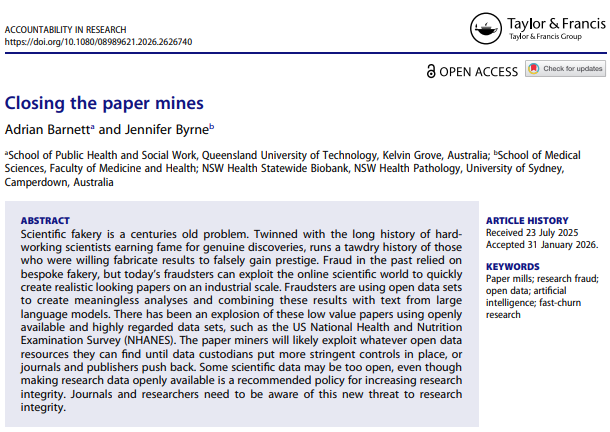 ACCOUNTABILITY IN RESEARCH
https://doi.org/10.1080/08989621.2026.2626740
Taylor & Francis
Taylor & Francis Group
OPEN ACCESS
Check for updates
Closing the paper mines
Adrian Barnettᵃ and Jennifer Byrneᵇ
ᵃSchool of Public Health and Social Work, Queensland University of Technology, Kelvin Grove, Australia; ᵇSchool of Medical
Sciences, Faculty of Medicine and Health; NSW Health Statewide Biobank, NSW Health Pathology, University of Sydney,
Camperdown, Australia
ABSTRACT
Scientific fakery is a centuries old problem. Twinned with the long history of hard-
working scientists earning fame for genuine discoveries, runs a tawdry history of those
who were willing fabricate results to falsely gain prestige. Fraud in the past relied on
bespoke fakery, but today's fraudsters can exploit the online scientific world to quickly
create realistic looking papers on an industrial scale. Fraudsters are using open data sets
to create meaningless analyses and combining these results with text from large
language models. There has been an explosion of these low value papers using openly
available and highly regarded data sets, such as the US National Health and Nutrition
Examination Survey (NHANES). The paper miners will likely exploit whatever open data
resources they can find until data custodians put more stringent controls in place, or
journals and publishers push back. Some scientific data may be too open, even though
making research data openly available is a recommended policy for increasing research
integrity. Journals and researchers need to be aware of this new threat to research
integrity.
ARTICLE HISTORY
Received 23 July 2025
Accepted 31 January 2026.
KEYWORDS
Paper mills; research fraud;
open data; artificial
intelligence; fast-churn
research